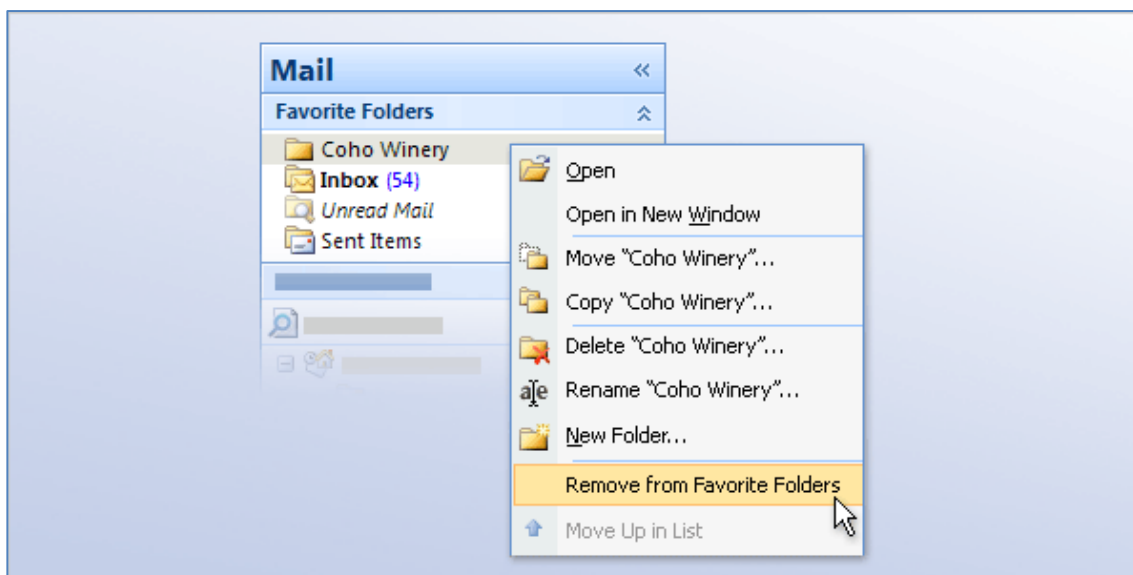 Mail
Favorite Folders
Coho Winery
Inbox (54)
Unread Mail
Sent Items
Open
Open in New Window
Move “Coho Winery”...
Copy “Coho Winery”...
Delete “Coho Winery”...
Rename “Coho Winery”...
New Folder...
Remove from Favorite Folders
Move Up in List